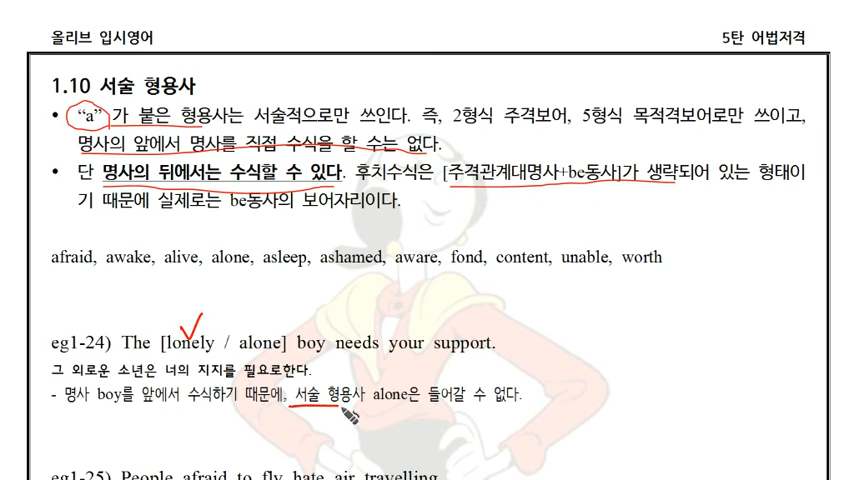 올리브 입시영어
5탄 어법저격
1.10 서술 형용사
• “a” 가 붙은 형용사는 서술적으로만 쓰인다. 즉, 2형식 주격보어, 5형식 목적격보어로만 쓰이고,
명사의 앞에서 명사를 직접 수식을 할 수는 없다.
• 단 명사의 뒤에서는 수식할 수 있다. 후치수식은 [주격관계대명사+be동사]가 생략되어 있는 형태이
기 때문에 실제로는 be동사의 보어자리이다.
afraid, awake, alive, alone, asleep, ashamed, aware, fond, content, unable, worth
eg1-24) The [lonely / alone] boy needs your support.
그 외로운 소년은 너의 지지를 필요로한다.
- 명사 boy를 앞에서 수식하기 때문에, 서술 형용사 alone은 들어갈 수 없다.
eg1-25) People afraid to fly hate air travelling.